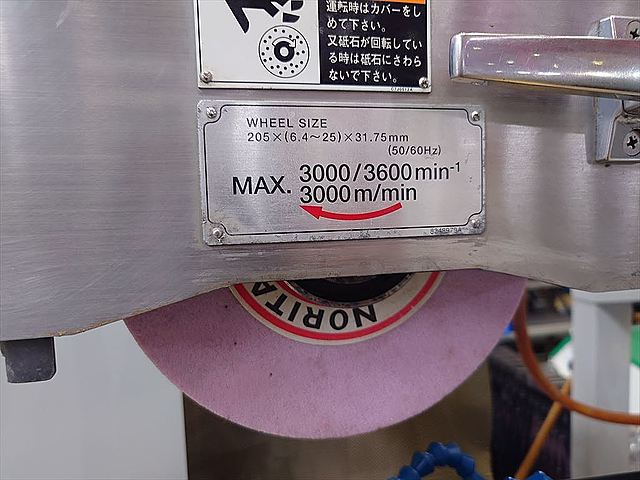 運転時はカバーをし
めて下さい。
又砥石が回転してい
る時は砥石にさわら
ないで下さい。
WHEEL SIZE
205×(6.4~25)×31.75mm
(50/60Hz)
MAX. 3000/3600min-1
3000m/min
8248979A
NORITA